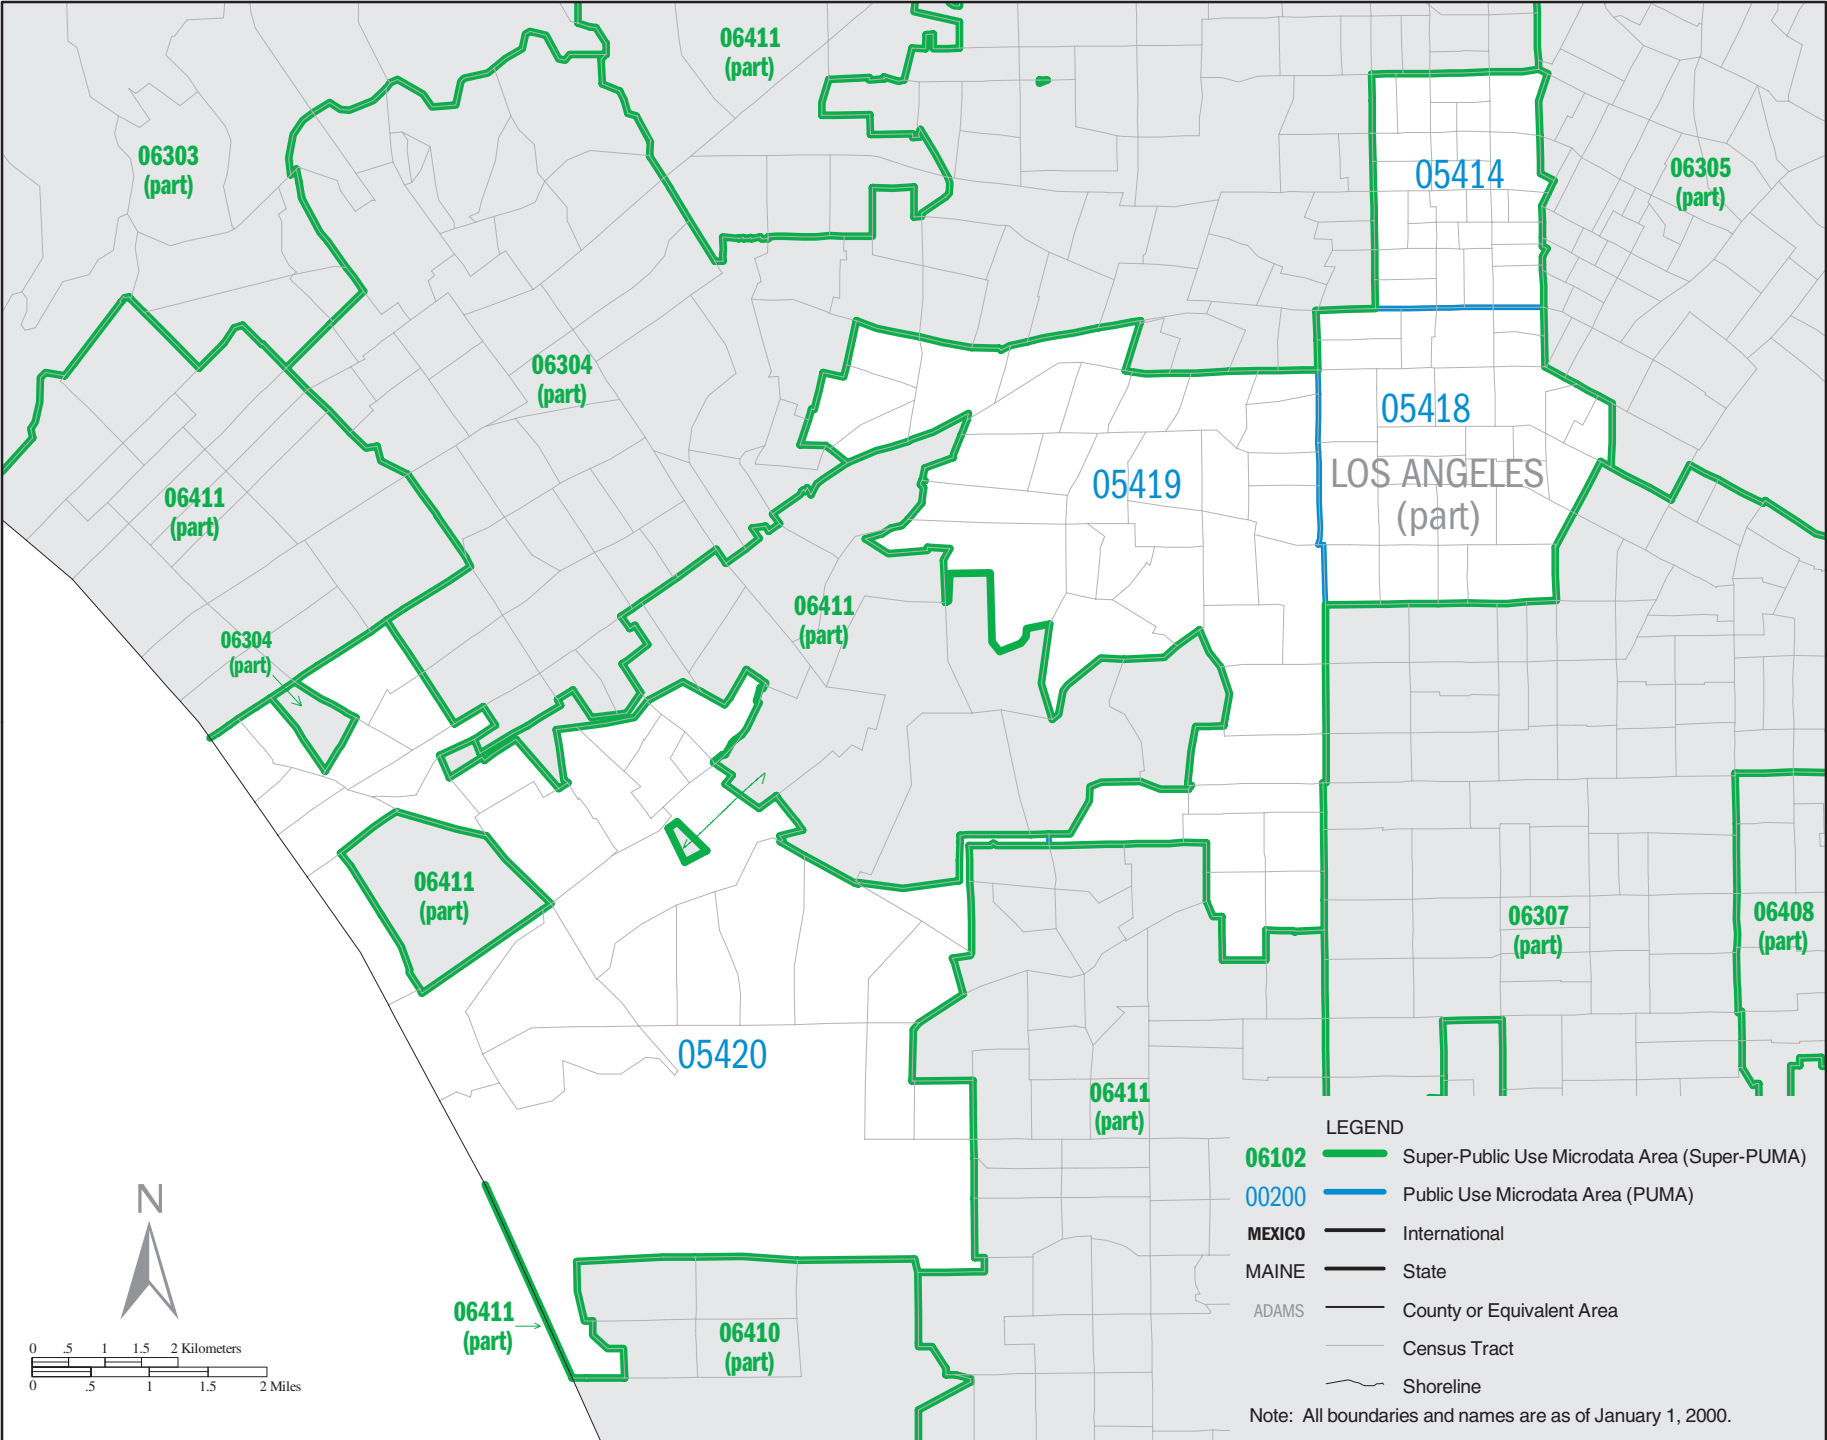 06411
(part)
06303
(part)
05414
06305
(part)
06304
(part)
05418
LOS ANGELES
(part)
05419
06411
(part)
06411
(part)
06304
(part)
06411
(part)
06307
(part)
06408
(part)
05420
06411
(part)
06411
(part)
06410
(part)
N
0 .5 1 1.5 2 Kilometers
0 .5 1 1.5 2 Miles
LEGEND
06102 Super-Public Use Microdata Area (Super-PUMA)
00200 Public Use Microdata Area (PUMA)
MEXICO International
MAINE State
ADAMS County or Equivalent Area
Census Tract
Shoreline
Note: All boundaries and names are as of January 1, 2000.